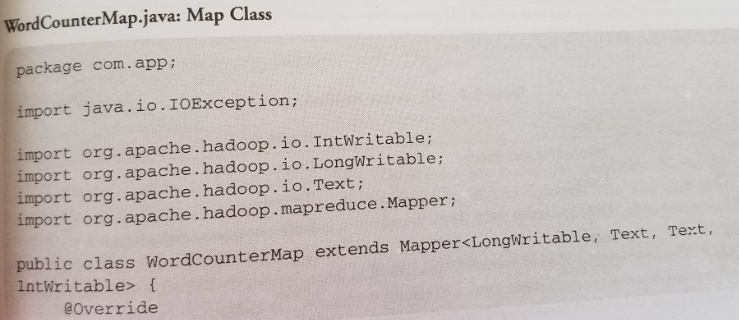 WordCounterMap.java: Map Class
package com.app;
import java.io.IOException;
import org.apache.hadoop.io.IntWritable;
import org.apache.hadoop.io.LongWritable;
import org.apache.hadoop.io.Text;
import org.apache.hadoop.mapreduce.Mapper;
public class WordCounterMap extends Mapper<LongWritable, Text, Text,
IntWritable> {
@Override